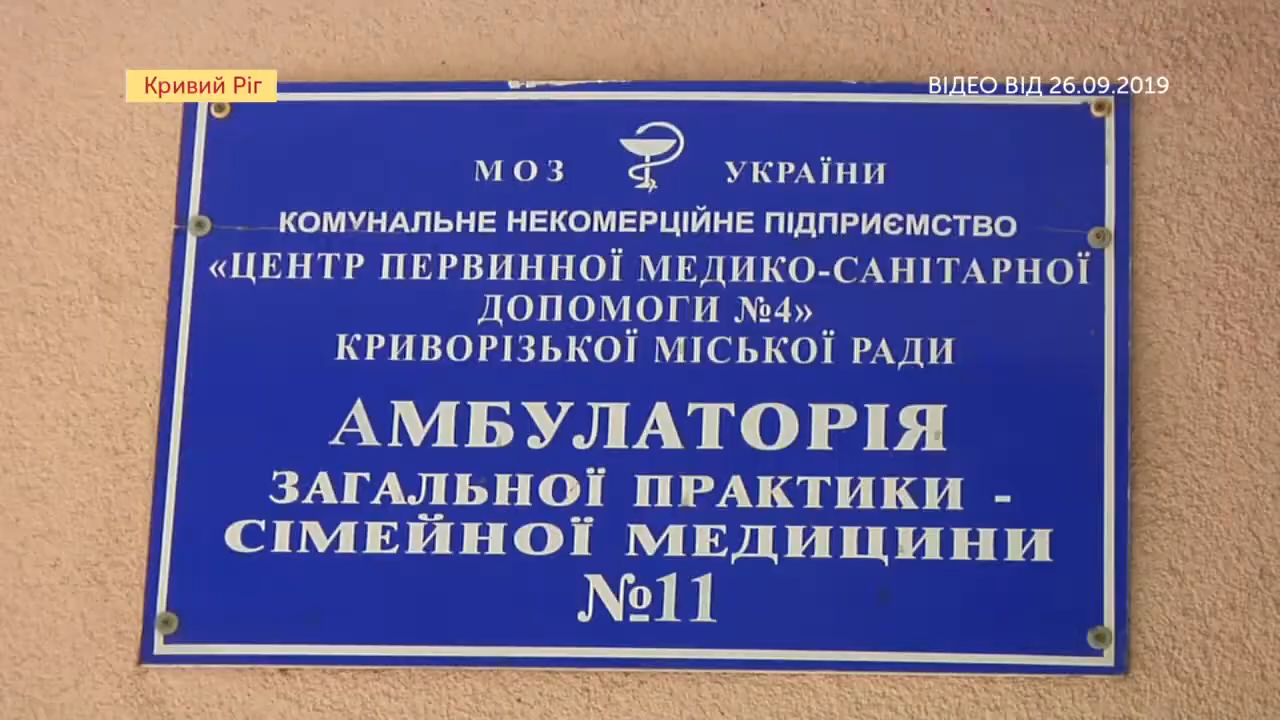 Кривий Ріг
ВІДЕО ВІД 26.09.2019
МОЗ УКРАЇНИ
КОМУНАЛЬНЕ НЕКОМЕРЦІЙНЕ ПІДПРИЄМСТВО
«ЦЕНТР ПЕРВИННОЇ МЕДИКО-САНІТАРНОЇ
ДОПОМОГИ №4»
КРИВОРІЗЬКОЇ МІСЬКОЇ РАДИ
АМБУЛАТОРІЯ
ЗАГАЛЬНОЇ ПРАКТИКИ -
СІМЕЙНОЇ МЕДИЦИНИ
№11